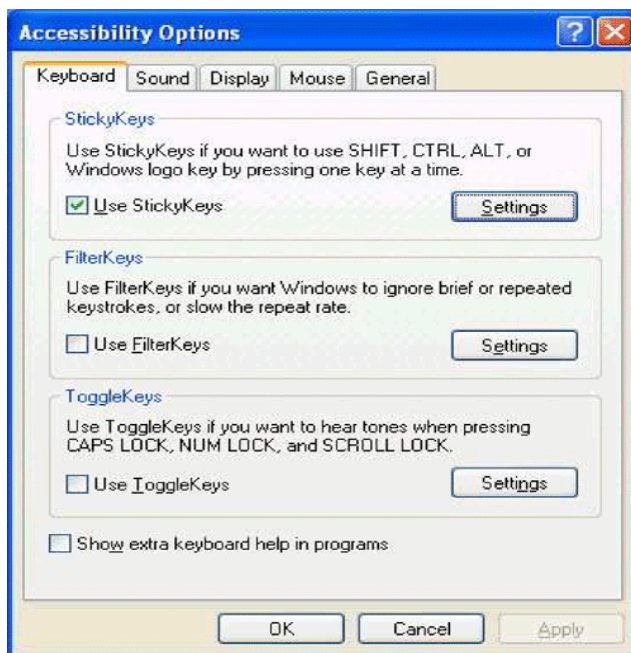 Accessibility Options
Keyboard Sound Display Mouse General
StickyKeys
Use StickyKeys if you want to use SHIFT, CTRL, ALT, or
Windows logo key by pressing one key at a time.
Use StickyKeys Settings
FilterKeys
Use FilterKeys if you want Windows to ignore brief or repeated
keystrokes, or slow the repeat rate.
Use FilterKeys Settings
ToggleKeys
Use ToggleKeys if you want to hear tones when pressing
CAPS LOCK, NUM LOCK, and SCROLL LOCK.
Use ToggleKeys Settings
Show extra keyboard help in programs
OK Cancel Apply